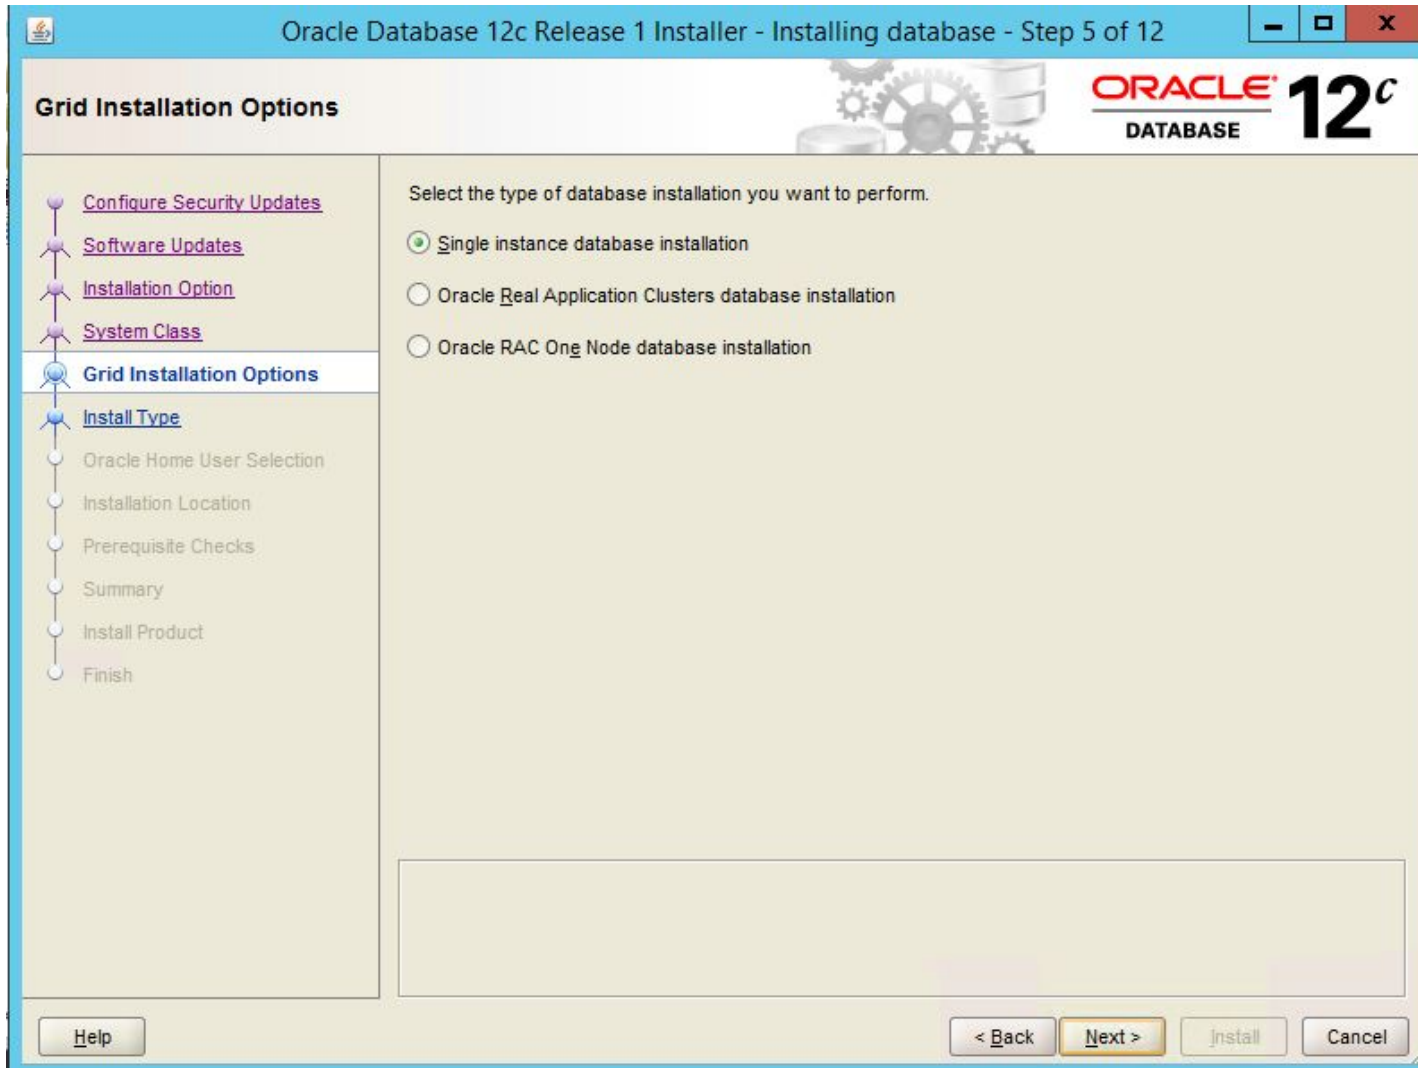 Oracle Database 12c Release 1 Installer - Installing database - Step 5 of 12
Grid Installation Options
ORACLE
DATABASE
12c
Configure Security Updates
Software Updates
Installation Option
System Class
Grid Installation Options
Install Type
Oracle Home User Selection
Installation Location
Prerequisite Checks
Summary
Install Product
Finish
Select the type of database installation you want to perform.
Single instance database installation
Oracle Real Application Clusters database installation
Oracle RAC One Node database installation
Help
< Back
Next >
Install
Cancel